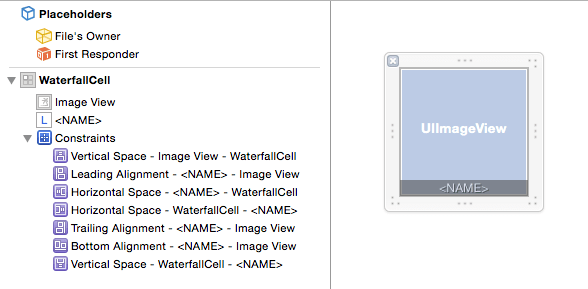 Placeholders
File's Owner
First Responder
WaterfallCell
Image View
L <NAME>
Constraints
Vertical Space - Image View - WaterfallCell
Leading Alignment - <NAME> - Image View
Horizontal Space - <NAME> - WaterfallCell
Horizontal Space - WaterfallCell - <NAME>
Trailing Alignment - <NAME> - Image View
Bottom Alignment - <NAME> - Image View
Vertical Space - WaterfallCell - <NAME>
UIImageView
<NAME>